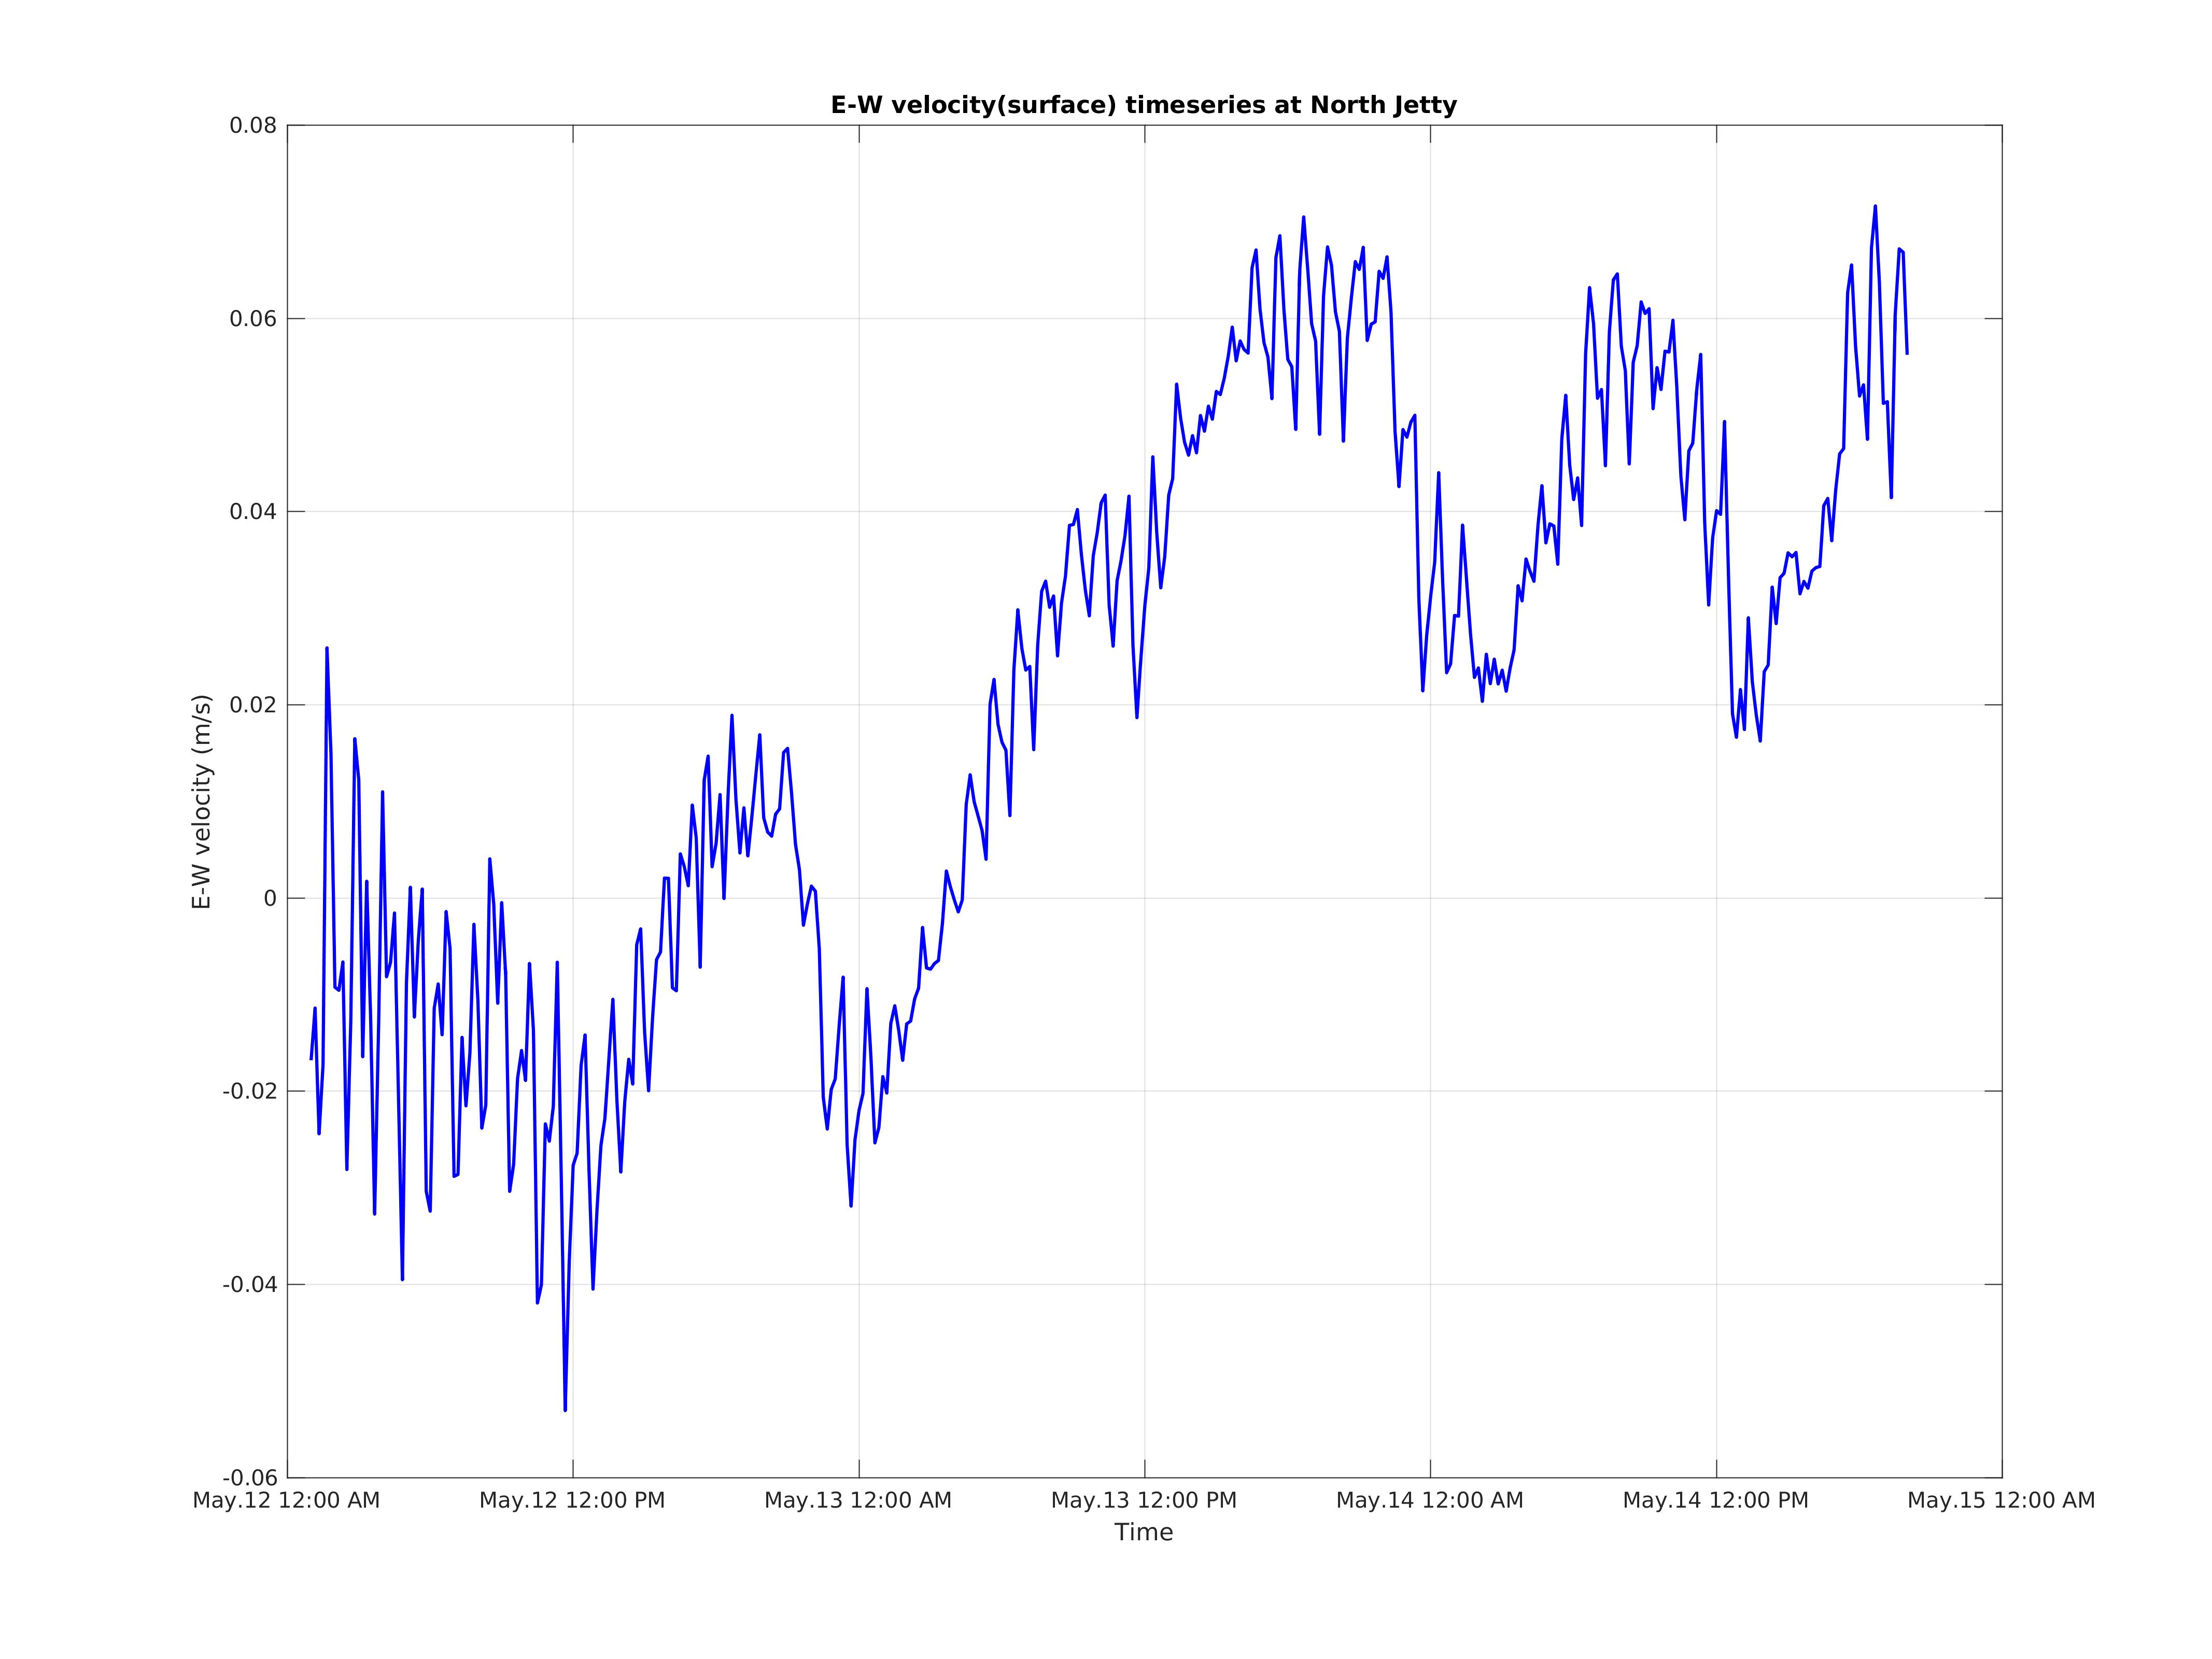 E-W velocity(surface) timeseries at North Jetty
0.08
0.06
0.04
0.02
0
-0.02
-0.04
-0.06
E-W velocity (m/s)
May.12 12:00 AM May.12 12:00 PM May.13 12:00 AM May.13 12:00 PM May.14 12:00 AM May.14 12:00 PM May.15 12:00 AM
Time